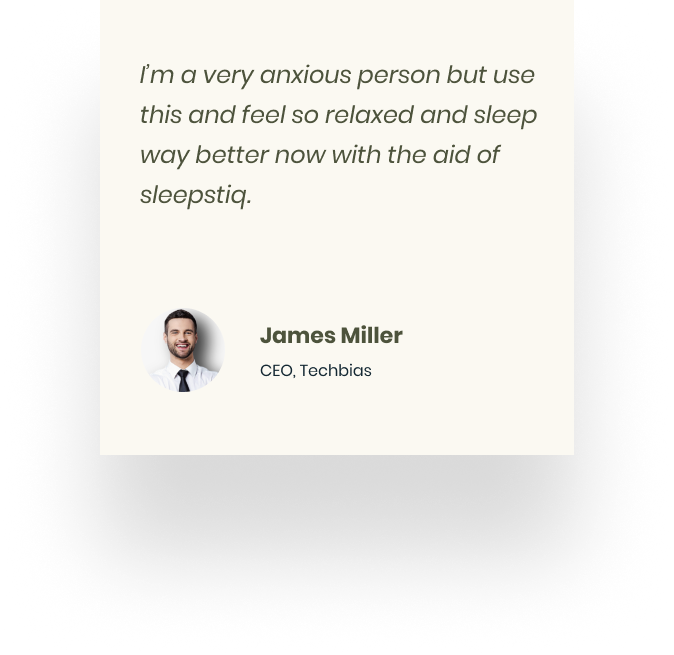 I’m a very anxious person but use
this and feel so relaxed and sleep
way better now with the aid of
sleepstiq.
James Miller
CEO, Techbias